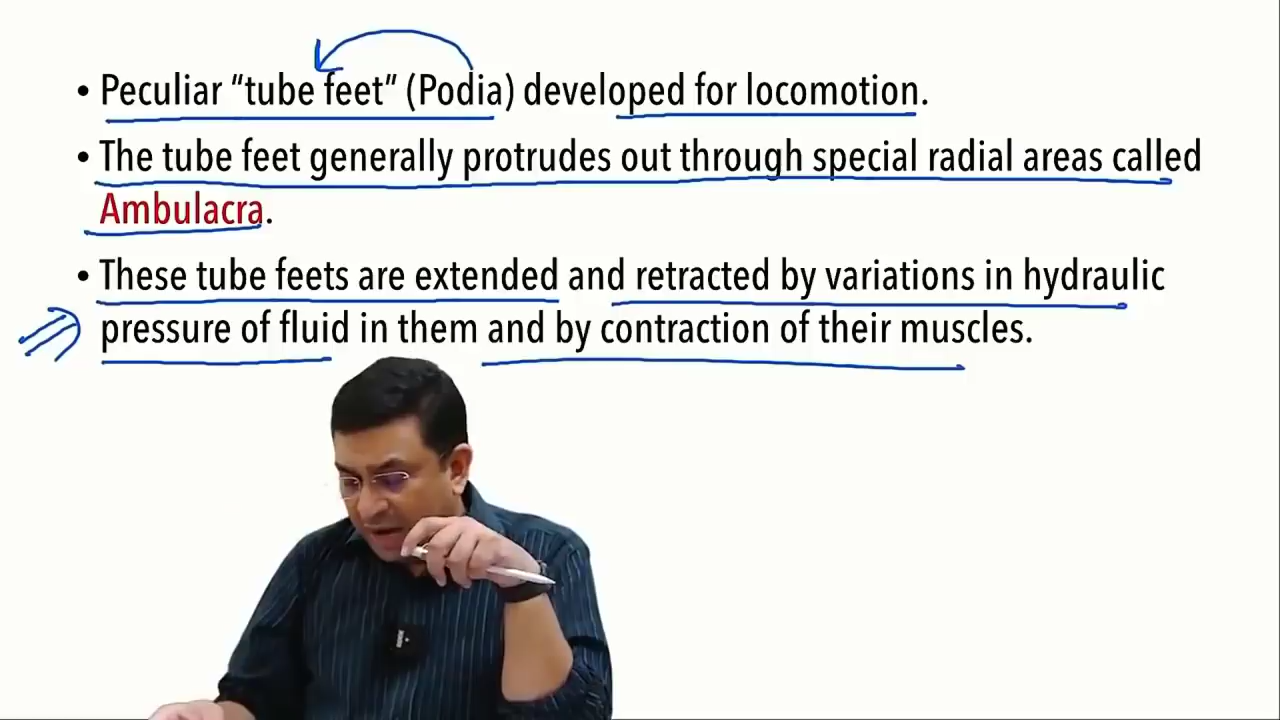 • Peculiar “tube feet” (Podia) developed for locomotion.
• The tube feet generally protrudes out through special radial areas called
Ambulacra.
• These tube feets are extended and retracted by variations in hydraulic
pressure of fluid in them and by contraction of their muscles.